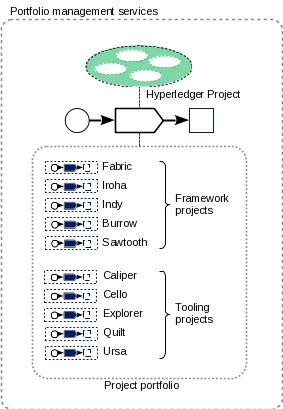 Portfolio management services
Hyperledger Project
Fabric
Iroha
Indy
Burrow
Sawtooth
Framework
projects
Caliper
Cello
Explorer
Quilt
Ursa
Tooling
projects
Project portfolio